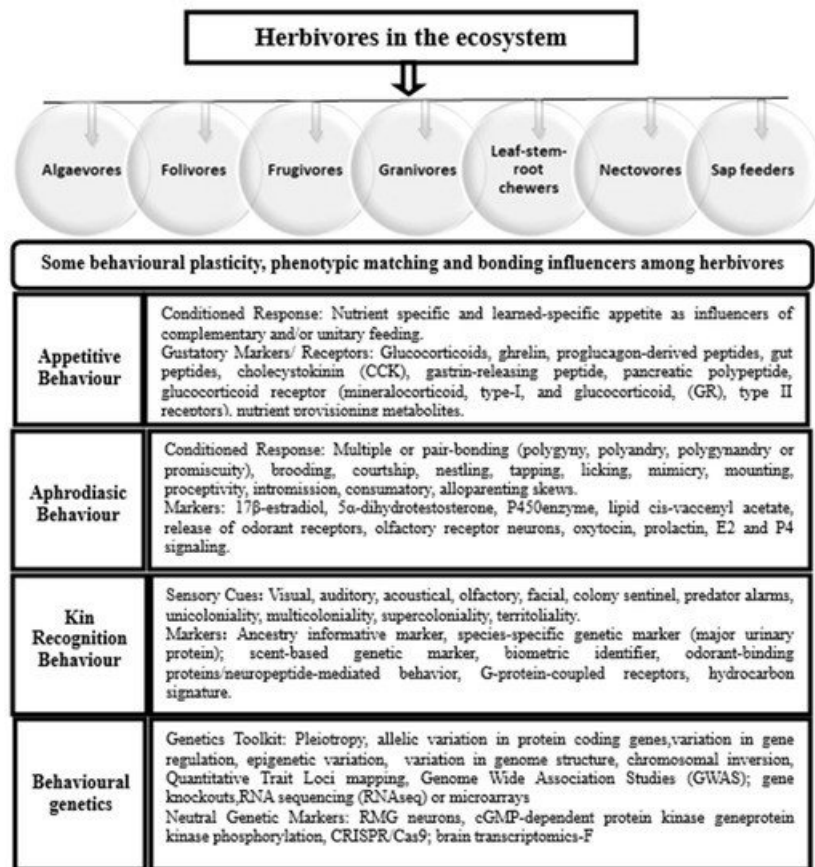 Herbivores in the ecosystem
Algaevores
Folivores
Frugivores
Granivores
Leaf-stem-
root
chewers
Nectovores
Sap feeders
Some behavioural plasticity, phenotypic matching and bonding influencers among herbivores
Appetitive
Behaviour
Conditioned Response: Nutrient specific and learned-specific appetite as influencers of
complementary and/or unitary feeding.
Gustatory Markers/ Receptors: Glucocorticoids, ghrelin, proglucagon-derived peptides, gut
peptides, cholecystokinin (CCK), gastrin-releasing peptide, pancreatic polypeptide,
glucocorticoid receptor (mineralocorticoid, type-I, and glucocorticoid, (GR), type II
receptors), nutrient provisioning metabolites.
Aphrodiasic
Behaviour
Conditioned Response: Multiple or pair-bonding (polygyny, polyandry, polygynandry or
promiscuity), brooding, courtship, nestling, tapping, licking, mimicry, mounting,
proceptivity, intromission, consumatory, alloparenting skews.
Markers: 17β-estradiol, 5α-dihydrotestosterone, P450enzyme, lipid cis-vaccenyl acetate,
release of odorant receptors, olfactory receptor neurons, oxytocin, prolactin, E2 and P4
signaling.
Kin
Recognition
Behaviour
Sensory Cues: Visual, auditory, acoustical, olfactory, facial, colony sentinel, predator alarms,
unicoloniality, multicoloniality, supercoloniality, territoliality.
Markers: Ancestry informative marker, species-specific genetic marker (major urinary
protein); scent-based genetic marker, biometric identifier, odorant-binding
proteins/neuropeptide-mediated behavior, G-protein-coupled receptors, hydrocarbon
signature.
Behavioural
genetics
Genetics Toolkit: Pleiotropy, allelic variation in protein coding genes,variation in gene
regulation, epigenetic variation, variation in genome structure, chromosomal inversion,
Quantitative Trait Loci mapping, Genome Wide Association Studies (GWAS); gene
knockouts,RNA sequencing (RNAseq) or microarrays
Neutral Genetic Markers: RMG neurons, cGMP-dependent protein kinase geneprotein
kinase phosphorylation, CRISPR/Cas9; brain transcriptomics-F